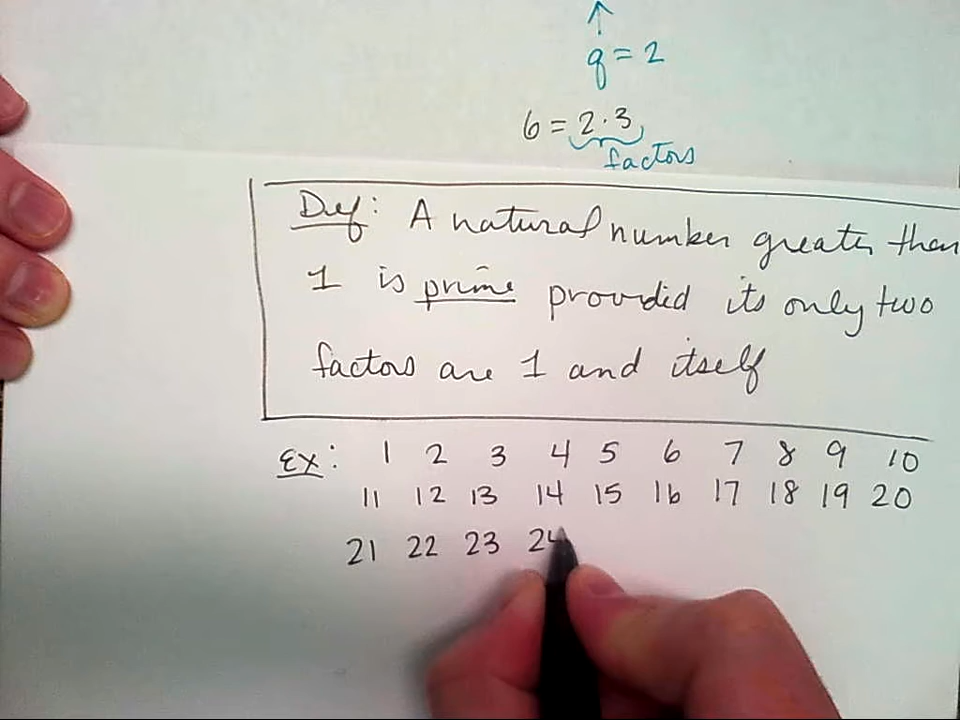 q = 2
6 = 2·3
factors
Def: A natural number greater than
1 is prime provided its only two
factors are 1 and itself
Ex: 1 2 3 4 5 6 7 8 9 10
11 12 13 14 15 16 17 18 19 20
21 22 23 24